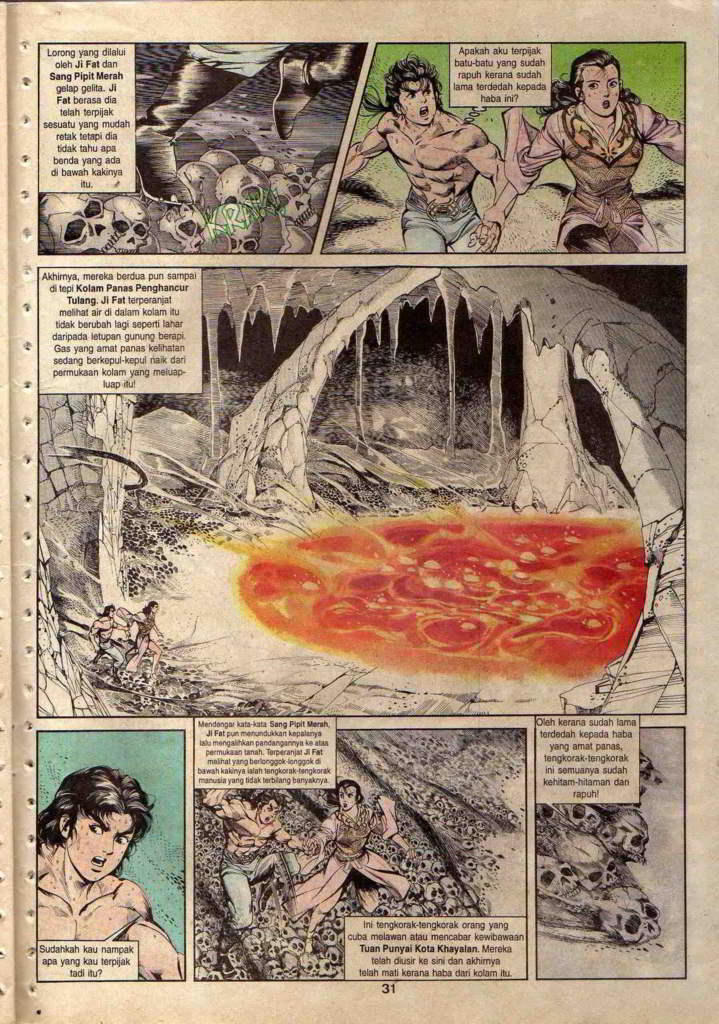 Lorong yang dilalui
oleh Ji Fat dan
Sang Pipit Merah
gelap gelita. Ji
Fat berasa dia
telah terpijak
sesuatu yang mudah
retak tetapi dia
tidak tahu apa
benda yang ada
di bawah kakinya
itu.
KRAK!
Apakah aku terpijak
batu-batu yang sudah
rapuh kerana sudah
lama terdedah kepada
haba ini?
Akhirnya, mereka berdua pun sampai
di tepi Kolam Panas Penghancur
Tulang. Ji Fat terperanjat
melihat air di dalam kolam itu
tidak berubah lagi seperti lahar
daripada letupan gunung berapi.
Gas yang amat panas kelihatan
sedang berkepul-kepul naik dari
permukaan kolam yang meluap-
luap itu!
Sudahkah kau nampak
apa yang kau terpijak
tadi itu?
Mendengar kata-kata Sang Pipit Merah,
Ji Fat pun menundukkan kepalanya
lalu mengalihkan pandangannya ke atas
permukaan tanah. Terperanjat Ji Fat
melihat yang berlonggok-longgok di
bawah kakinya ialah tengkorak-tengkorak
manusia yang tidak terbilang banyaknya.
Ini tengkorak-tengkorak orang yang
cuba melawan atau mencabar kewibawaan
Tuan Punyai Kota Khayalan. Mereka
telah diusir ke sini dan akhirnya
telah mati kerana haba dari kolam itu.
Oleh kerana sudah lama
terdedah kepada haba
yang amat panas,
tengkorak-tengkorak
ini semuanya sudah
kehitam-hitaman dan
rapuh!
31